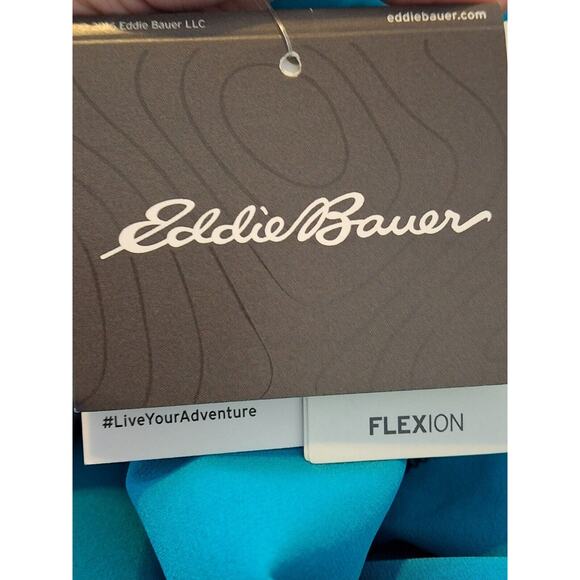 Eddie Bauer LLC
eddiebauer.com
Eddie Bauer
#LiveYourAdventure
FLEXION